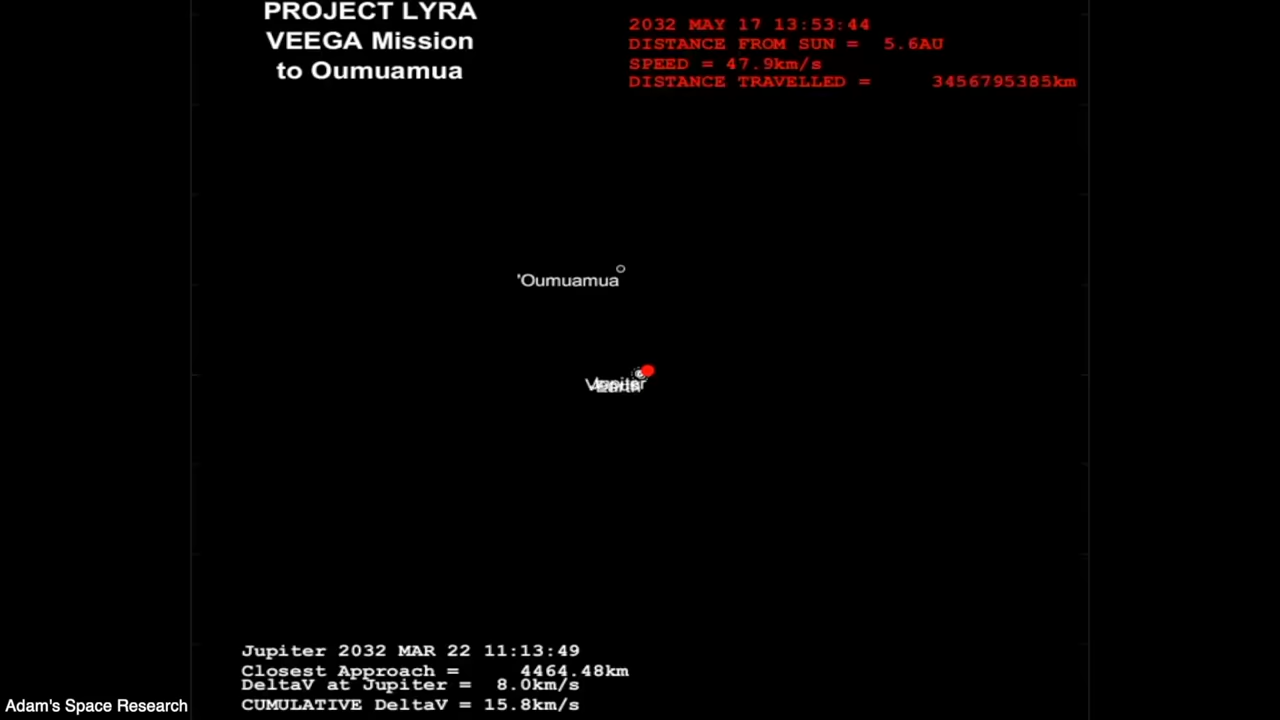 PROJECT LYRA
VEEGA Mission
to Oumuamua
2032 MAY 17 13:53:44
DISTANCE FROM SUN = 5.6AU
SPEED = 47.9km/s
DISTANCE TRAVELLED = 3456795385km
'Oumuamua
Jupiter
Earth
Jupiter 2032 MAR 22 11:13:49
Closest Approach = 4464.48km
DeltaV at Jupiter = 8.0km/s
CUMULATIVE DeltaV = 15.8km/s
Adam's Space Research